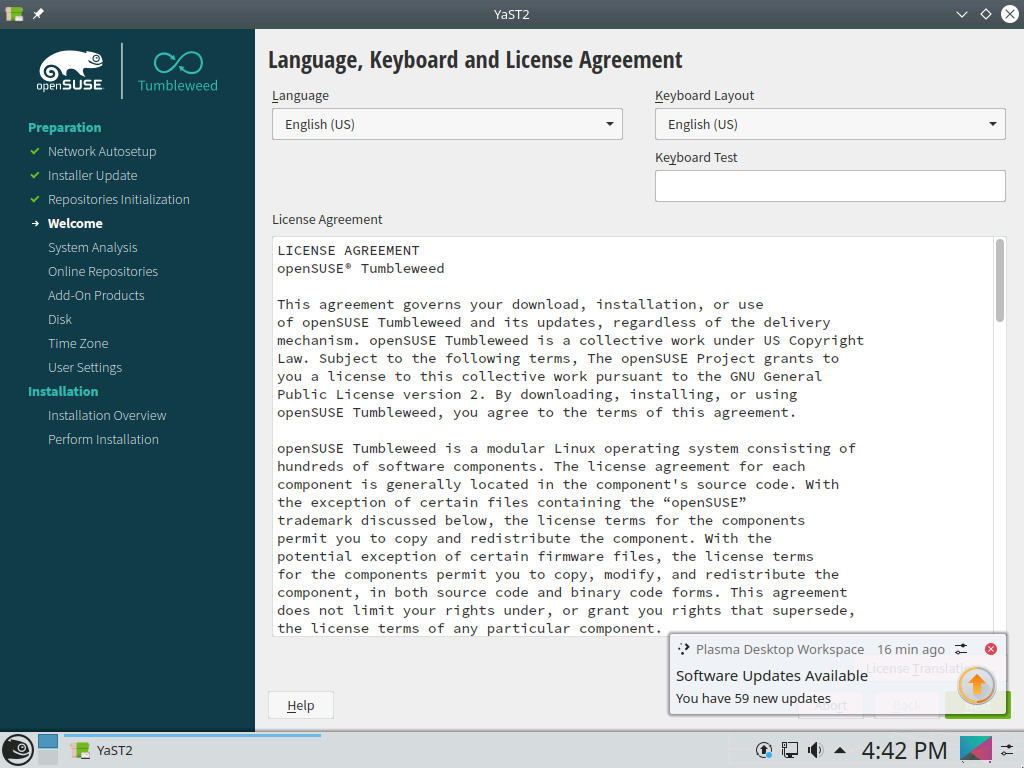 YaST2
openSUSE
Tumbleweed
Preparation
Network Autosetup
Installer Update
Repositories Initialization
Welcome
System Analysis
Online Repositories
Add-On Products
Disk
Time Zone
User Settings
Installation
Installation Overview
Perform Installation
Language, Keyboard and License Agreement
Language
English (US)
Keyboard Layout
English (US)
Keyboard Test
License Agreement
LICENSE AGREEMENT
openSUSE® Tumbleweed
This agreement governs your download, installation, or use
of openSUSE Tumbleweed and its updates, regardless of the delivery
mechanism. openSUSE Tumbleweed is a collective work under US Copyright
Law. Subject to the following terms, The openSUSE Project grants to
you a license to this collective work pursuant to the GNU General
Public License version 2. By downloading, installing, or using
openSUSE Tumbleweed, you agree to the terms of this agreement.
openSUSE Tumbleweed is a modular Linux operating system consisting of
hundreds of software components. The license agreement for each
component is generally located in the component's source code. With
the exception of certain files containing the “openSUSE”
trademark discussed below, the license terms for the components
permit you to copy and redistribute the component. With the
potential exception of certain firmware files, the license terms
for the components permit you to copy, modify, and redistribute the
component, in both source code and binary code forms. This agreement
does not limit your rights under, or grant you rights that supersede,
the license terms of any particular component.
Plasma Desktop Workspace 16 min ago
License
Software Updates Available
You have 59 new updates
Help
Abort
Back
YaST2
4:42 PM